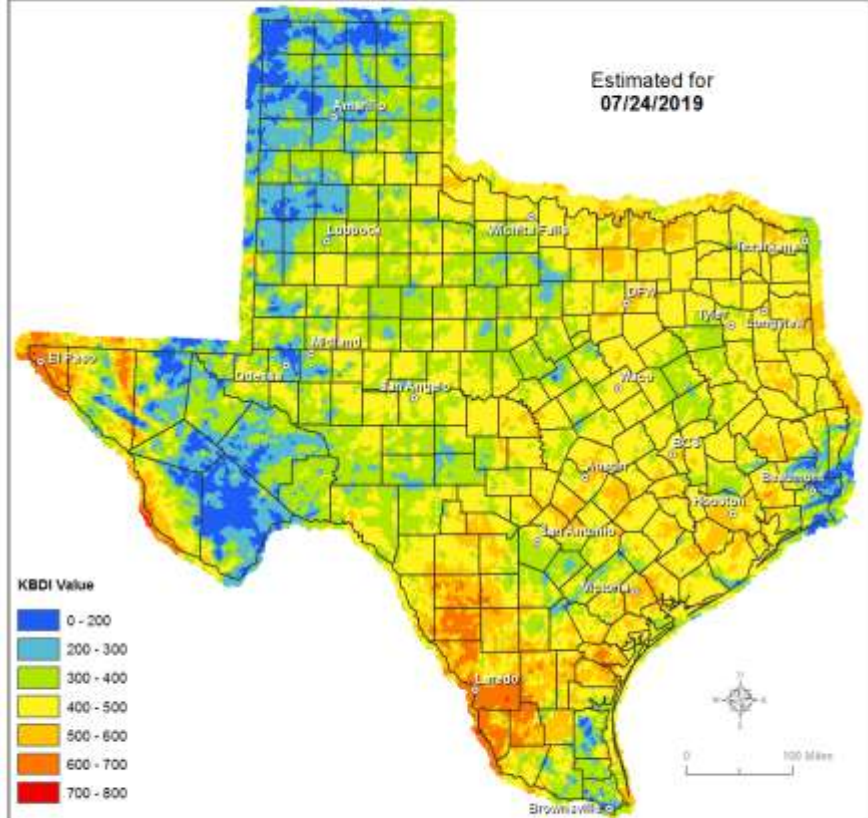 Estimated for
07/24/2019
Amarillo
Lubbock
Wichita Falls
Texarkana
DFW
Tyler
Longview
El Paso
Midland
Odessa
San Angelo
Waco
BCS
Austin
Beaumont
Houston
San Antonio
Victoria
Laredo
Brownsville
KBDI Value
0 - 200
200 - 300
300 - 400
400 - 500
500 - 600
600 - 700
700 - 800
0 100 Miles